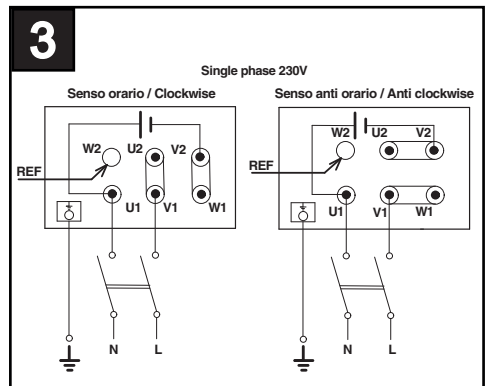 3
Single phase 230V
Senso orario / Clockwise
Senso anti orario / Anti clockwise
W2 U2 V2
REF
U1 V1 W1
N L
W2 U2 V2
REF
U1 V1 W1
N L